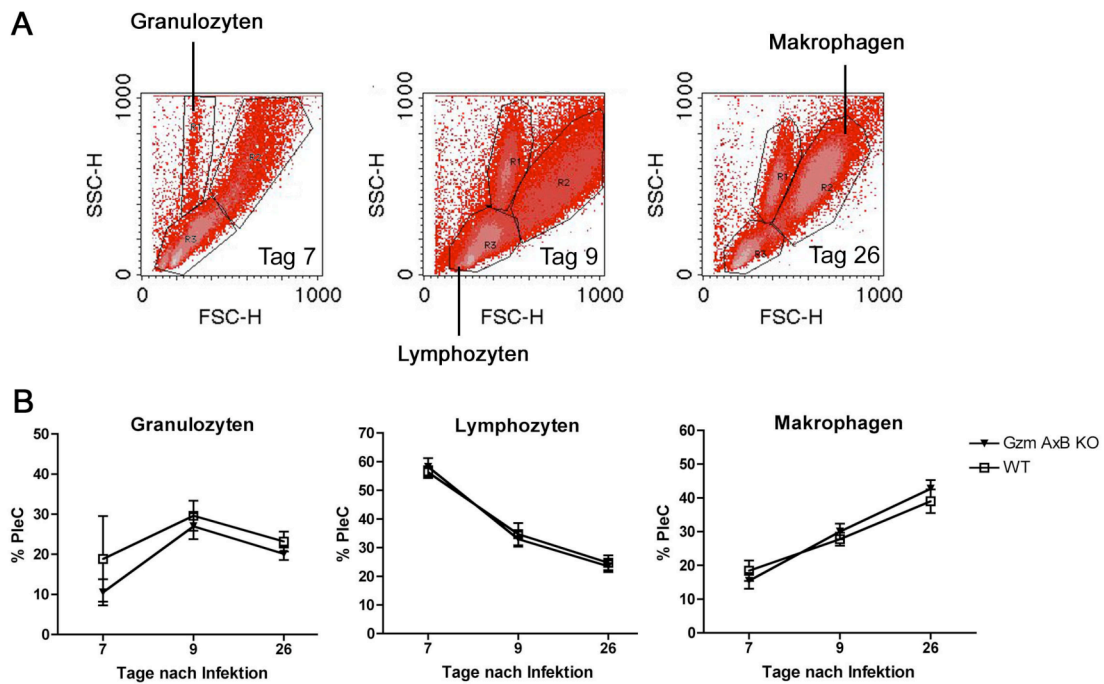 A
Granulozyten
Makrophagen
1000
SSC-H
0
R2
R3
Tag 7
0 1000
FSC-H
1000
SSC-H
0
R1
R2
R3
Tag 9
0 1000
FSC-H
Lymphozyten
1000
SSC-H
0
R1
R2
R3
Tag 26
0 1000
FSC-H
B
Granulozyten
50
40
30
20
10
0
% PleC
7 9 26
Tage nach Infektion
Lymphozyten
70
60
50
40
30
20
10
0
% PleC
7 9 26
Tage nach Infektion
Makrophagen
60
50
40
30
20
10
0
% PleC
7 9 26
Tage nach Infektion
Gzm AxB KO
WT